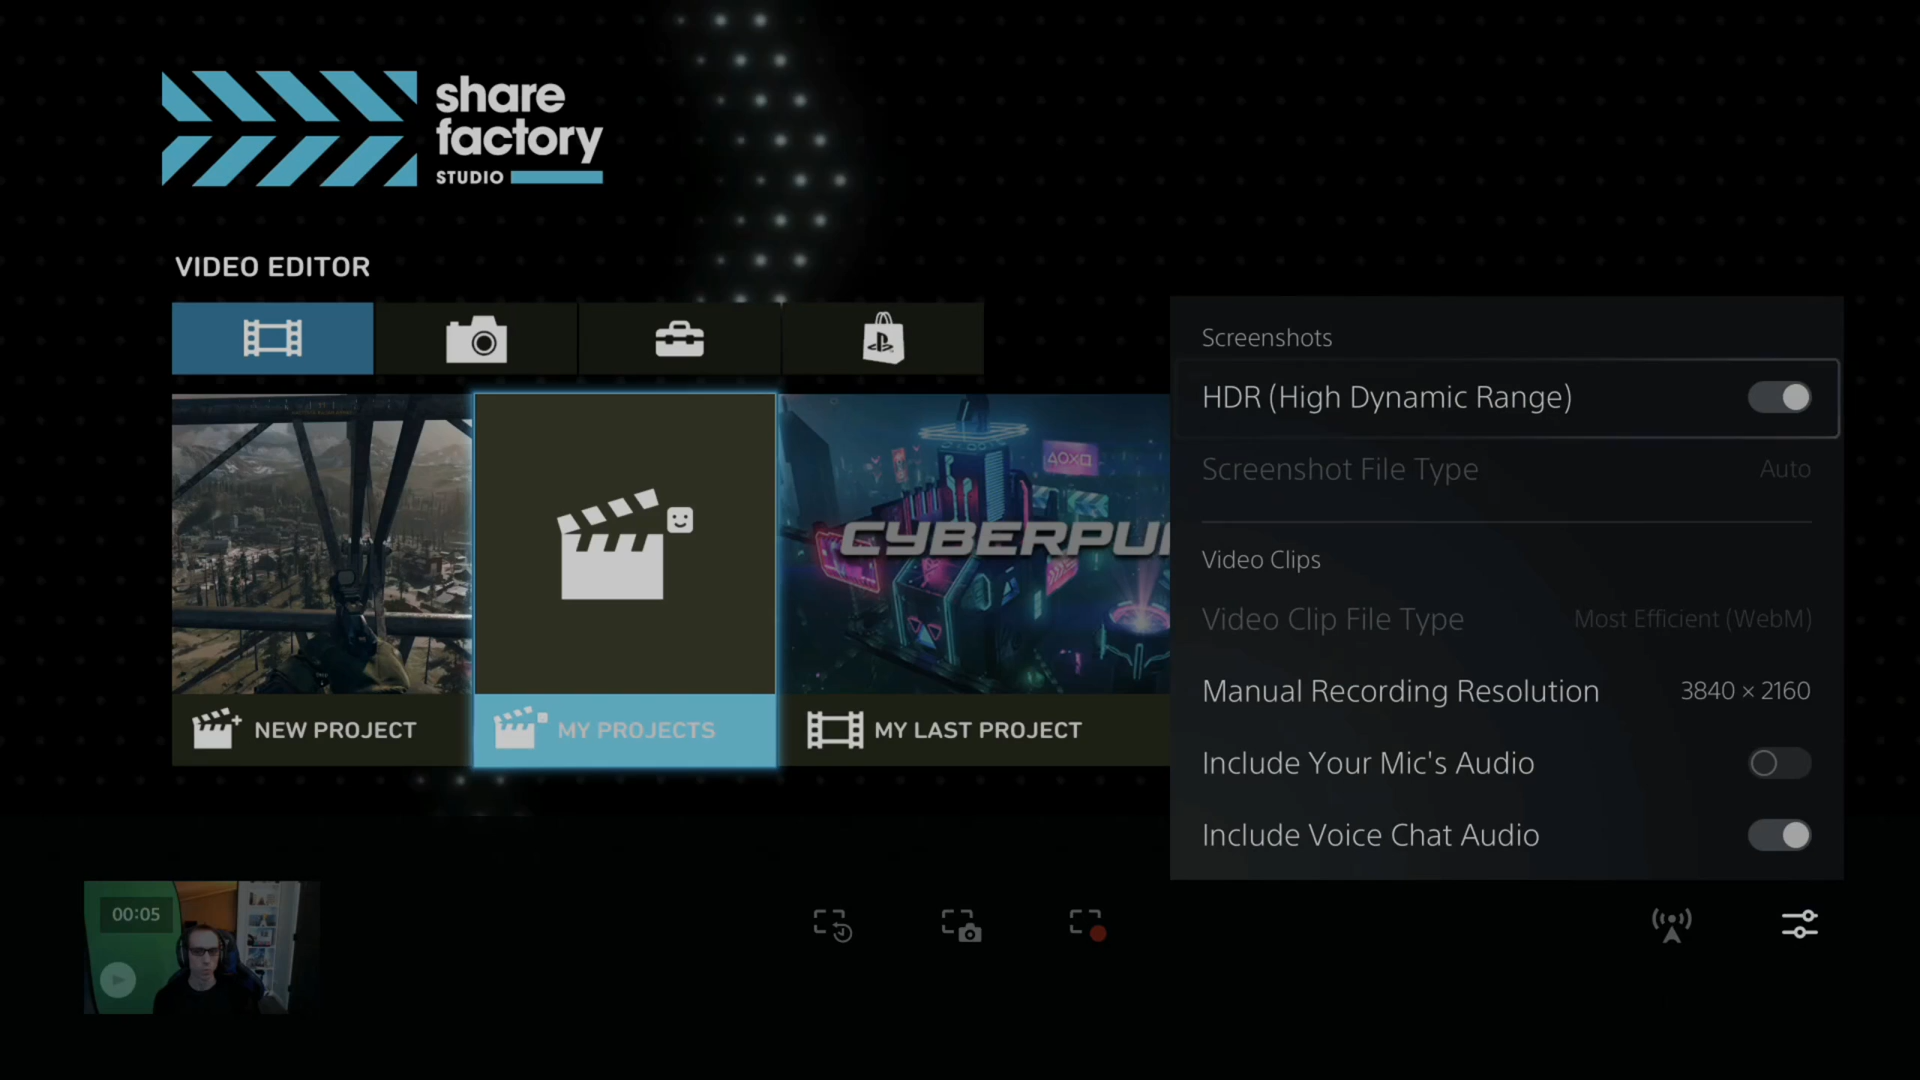 share
factory
STUDIO
VIDEO EDITOR
CYBERPU
NEW PROJECT
MY PROJECTS
MY LAST PROJECT
Screenshots
HDR (High Dynamic Range)
Screenshot File Type Auto
Video Clips
Video Clip File Type Most Efficient (WebM)
Manual Recording Resolution 3840 × 2160
Include Your Mic's Audio
Include Voice Chat Audio
00:05